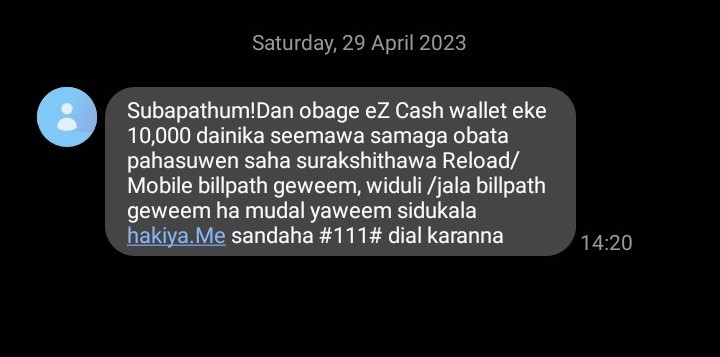 Saturday, 29 April 2023
Subapathum!Dan obage eZ Cash wallet eke
10,000 dainika seemawa samaga obata
pahasuwen saha surakshithawa Reload/
Mobile billpath geweem, widuli /jala billpath
geweem ha mudal yaweem sidukala
hakiya.Me sandaha #111# dial karanna
14:20